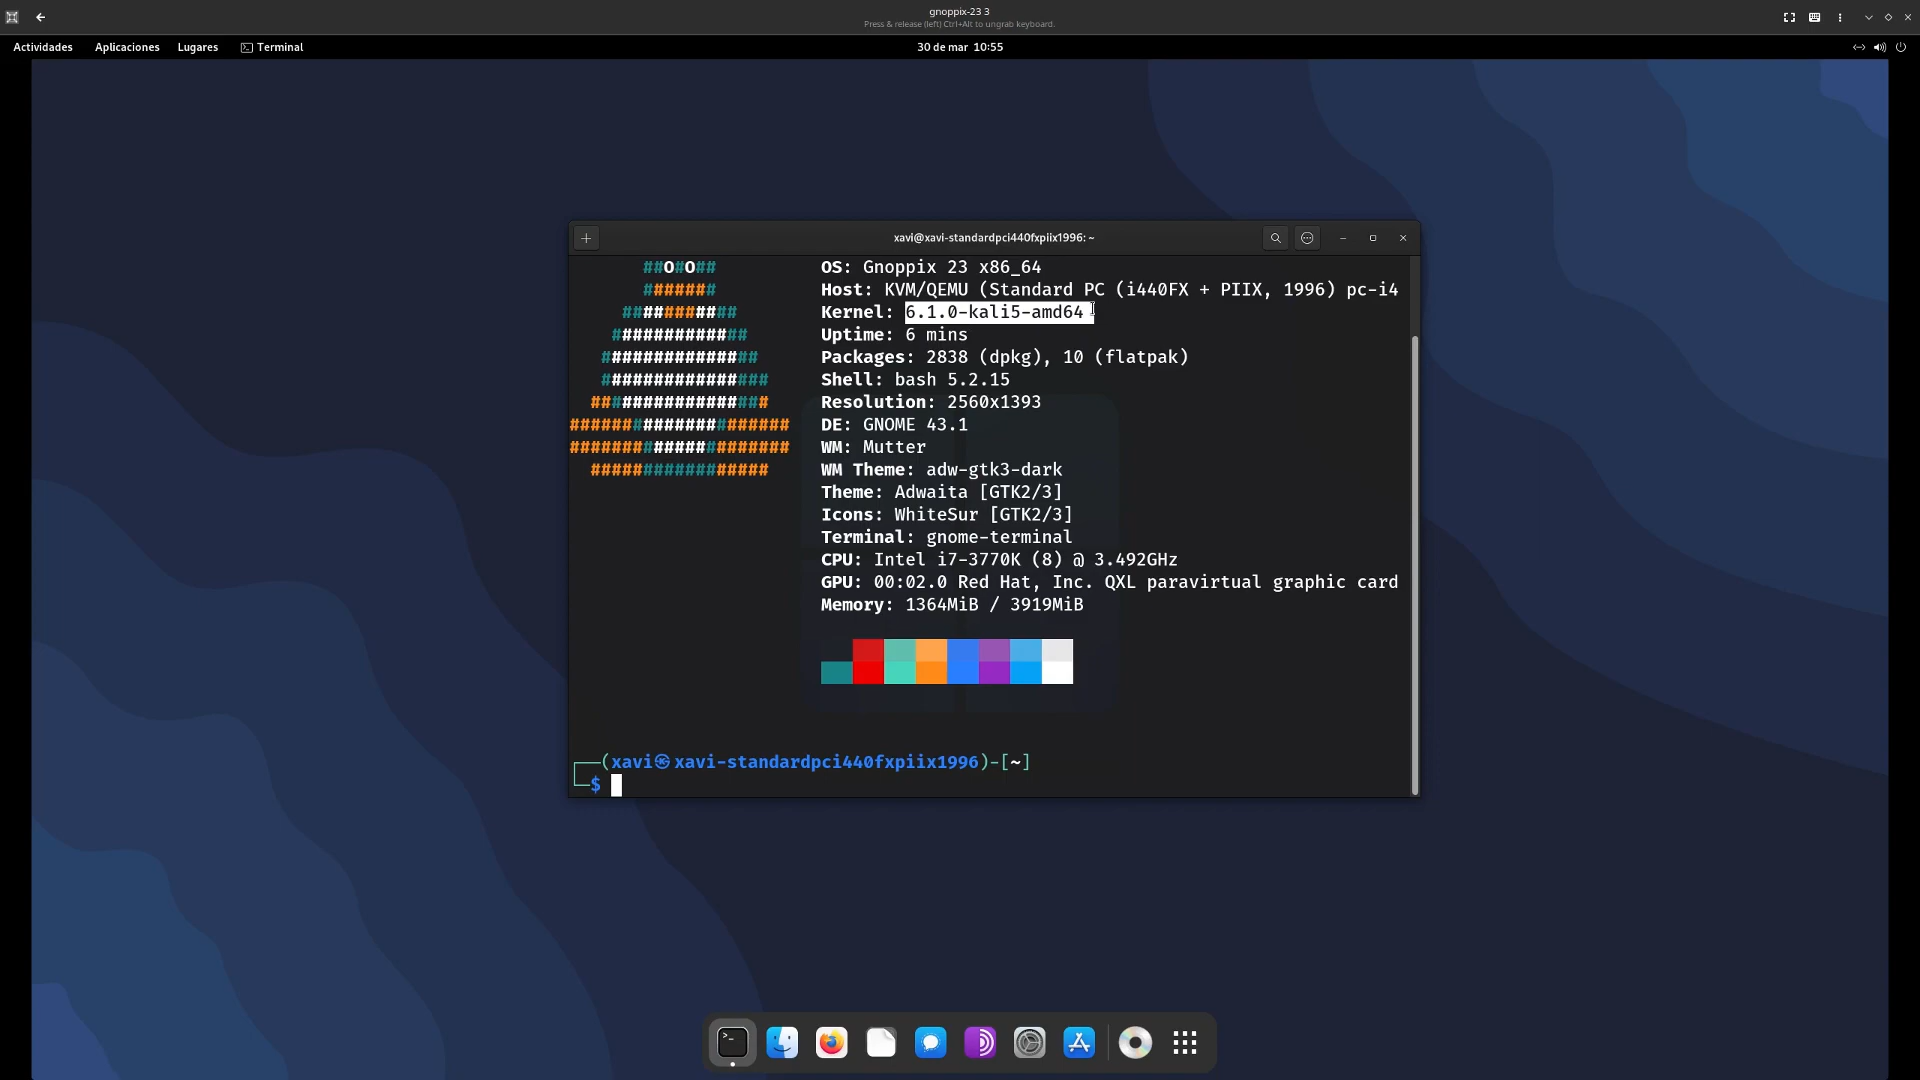 gnoppix-23 3
Press & release (left) Ctrl+Alt to ungrab keyboard.
Actividades Aplicaciones Lugares Terminal 30 de mar 10:55
xavi@xavi-standardpci440fxpiix1996: ~
##O#O## OS: Gnoppix 23 x86_64
####### Host: KVM/QEMU (Standard PC (i440FX + PIIX, 1996) pc-i4
########### Kernel: 6.1.0-kali5-amd64
############# Uptime: 6 mins
############### Packages: 2838 (dpkg), 10 (flatpak)
################ Shell: bash 5.2.15
################# Resolution: 2560x1393
##################### DE: GNOME 43.1
##################### WM: Mutter
################# WM Theme: adw-gtk3-dark
Theme: Adwaita [GTK2/3]
Icons: WhiteSur [GTK2/3]
Terminal: gnome-terminal
CPU: Intel i7-3770K (8) @ 3.492GHz
GPU: 00:02.0 Red Hat, Inc. QXL paravirtual graphic card
Memory: 1364MiB / 3919MiB
┌──(xavi㉿xavi-standardpci440fxpiix1996)-[~]
└─$